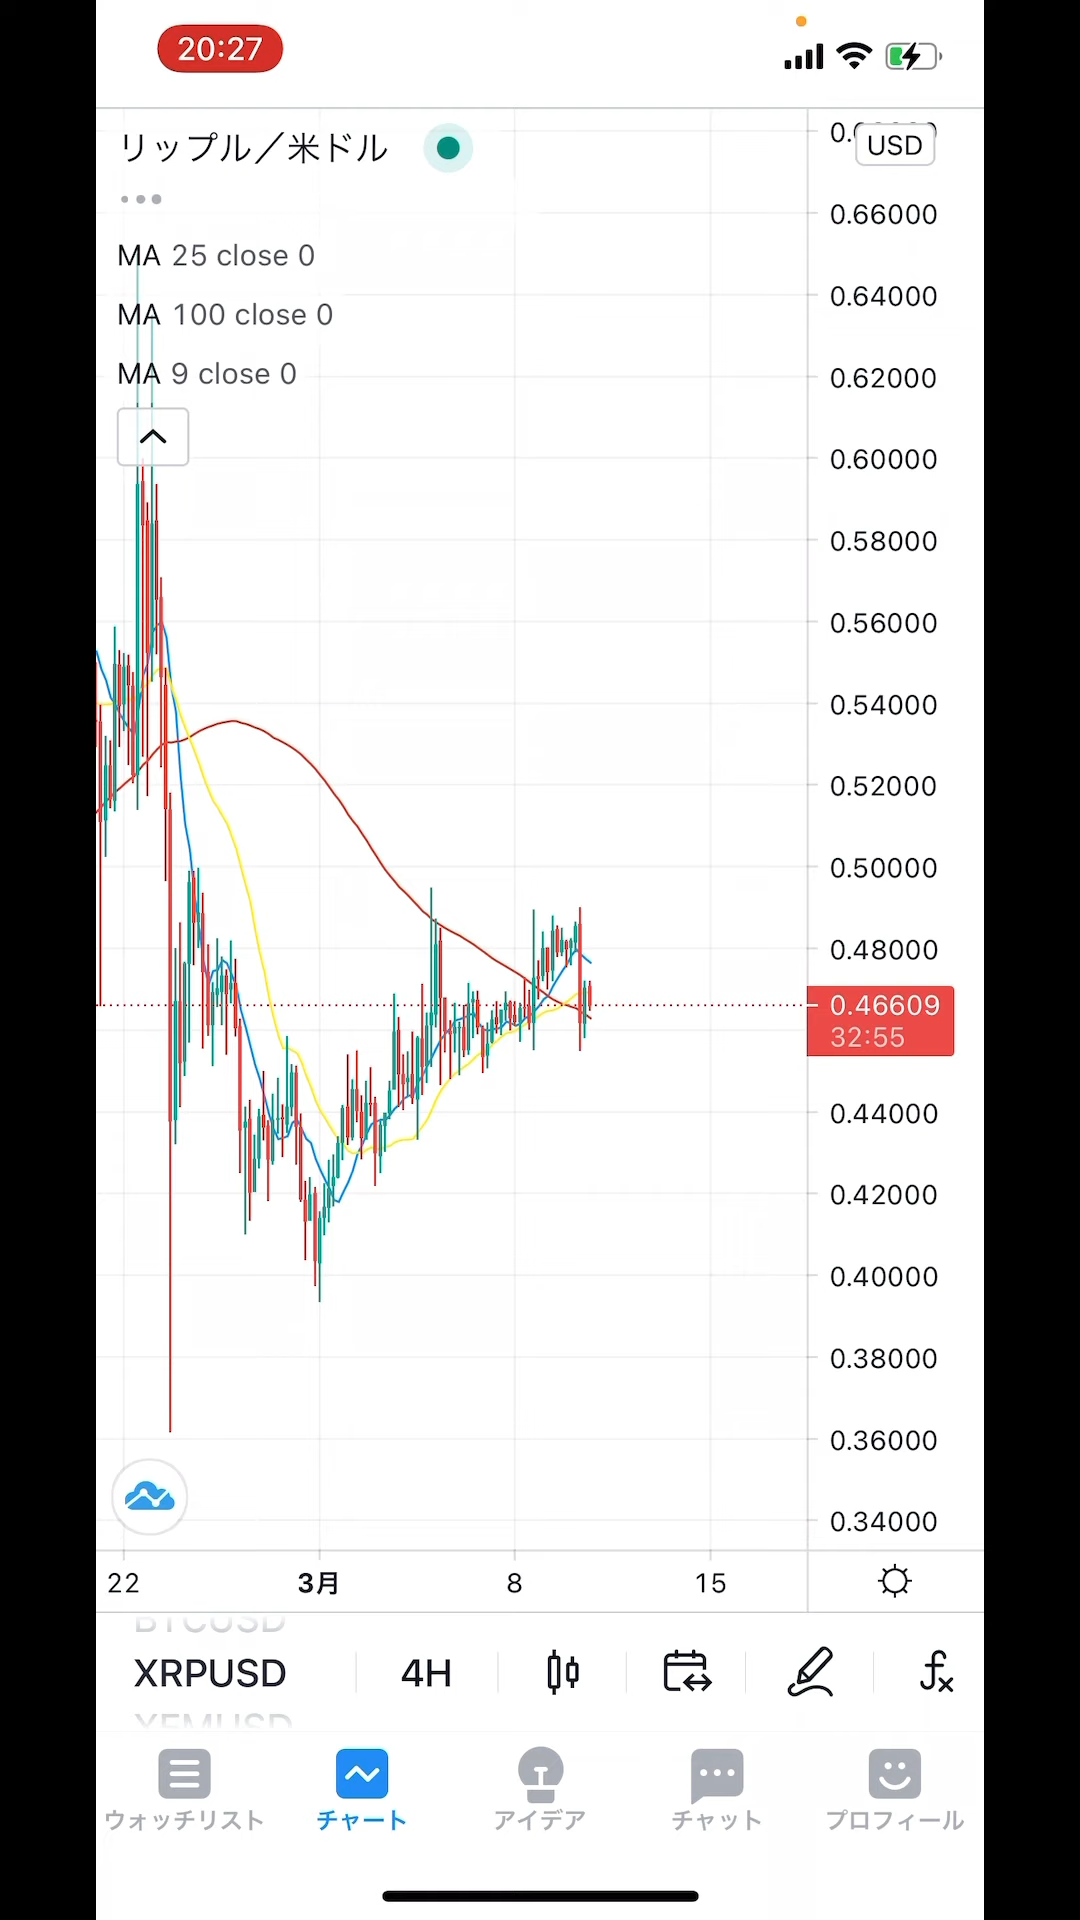 20:27
リップル／米ドル
USD
MA 25 close 0
MA 100 close 0
MA 9 close 0
0.66000
0.64000
0.62000
0.60000
0.58000
0.56000
0.54000
0.52000
0.50000
0.48000
0.46609
32:55
0.44000
0.42000
0.40000
0.38000
0.36000
0.34000
22 3月 8 15
BTCUSD
XRPUSD 4H
XEMUSD
ウォッチリスト チャート アイデア チャット プロフィール